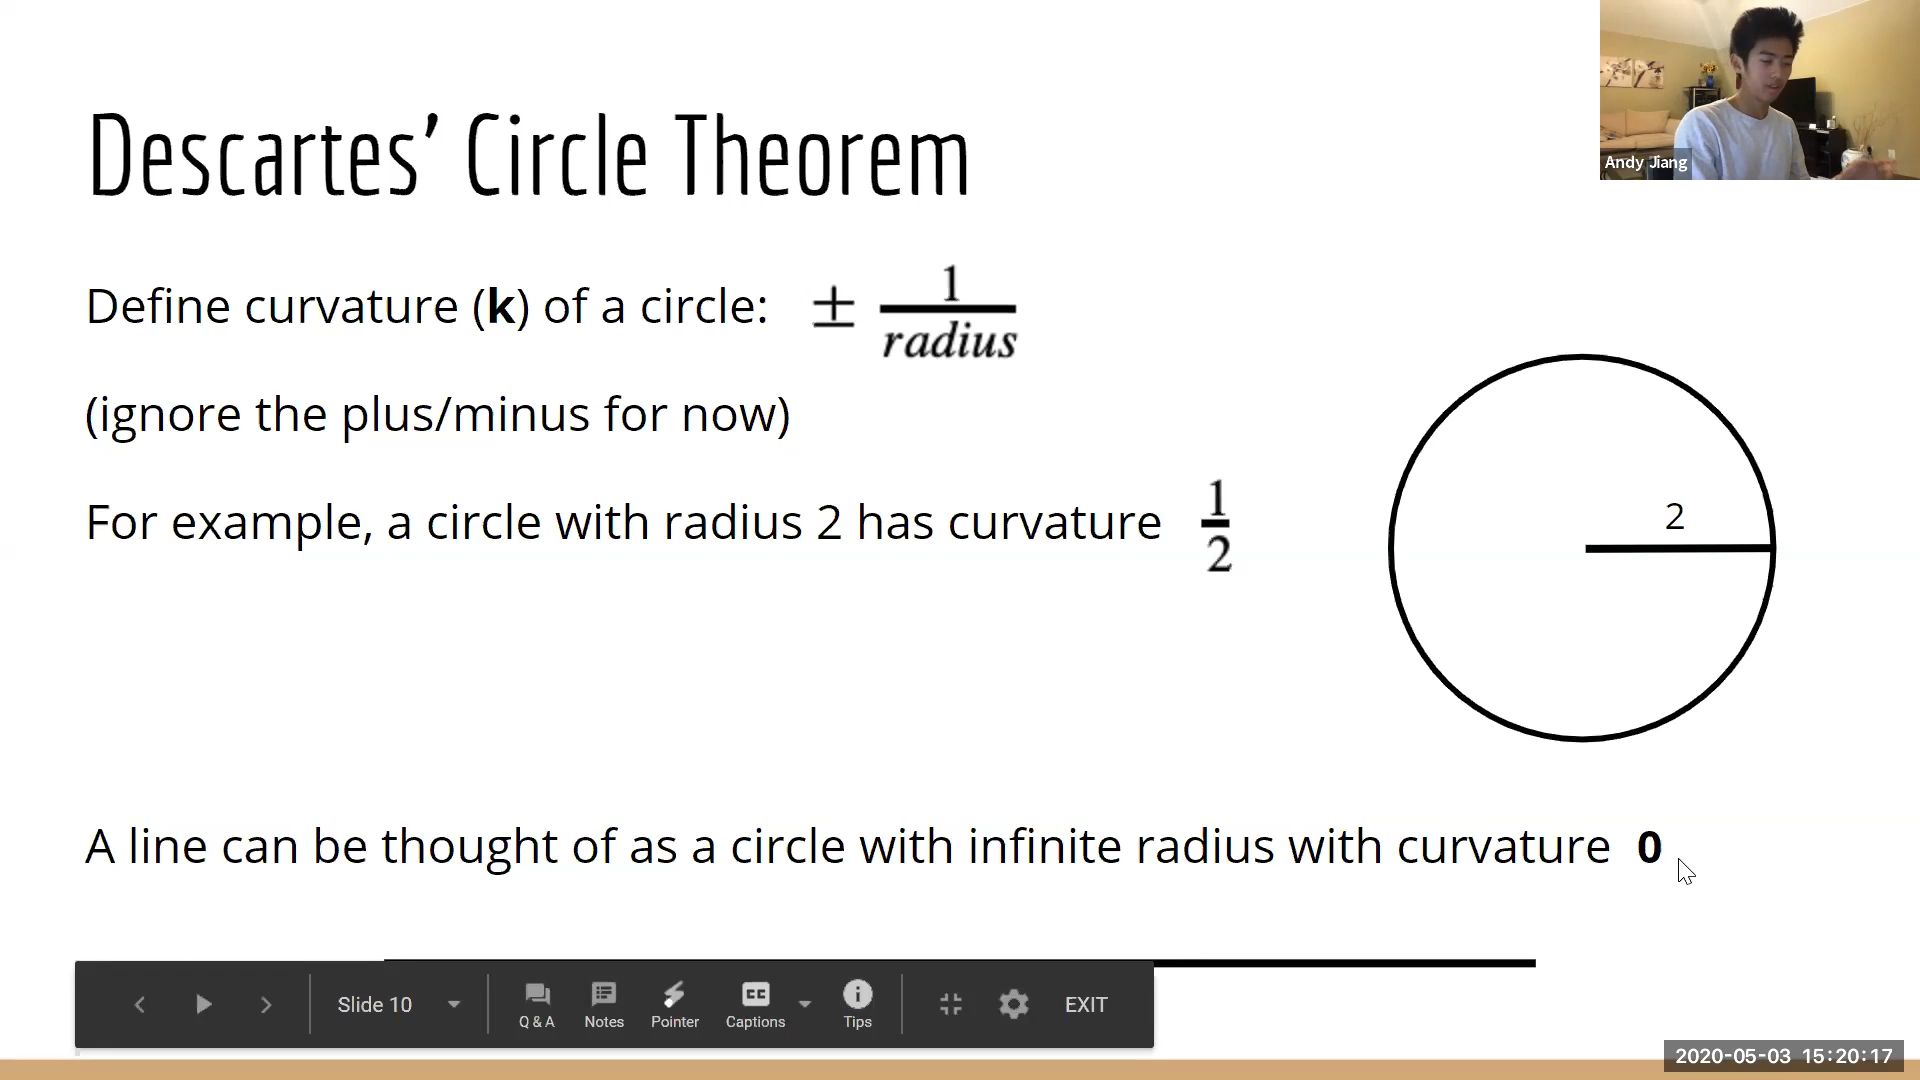 Descartes’ Circle Theorem
Andy Jiang
Define curvature (k) of a circle: ± 1/radius
(ignore the plus/minus for now)
For example, a circle with radius 2 has curvature 1/2
2
A line can be thought of as a circle with infinite radius with curvature 0
Slide 10
Q & A
Notes
Pointer
CC
Captions
Tips
EXIT
2020-05-03 15:20:17